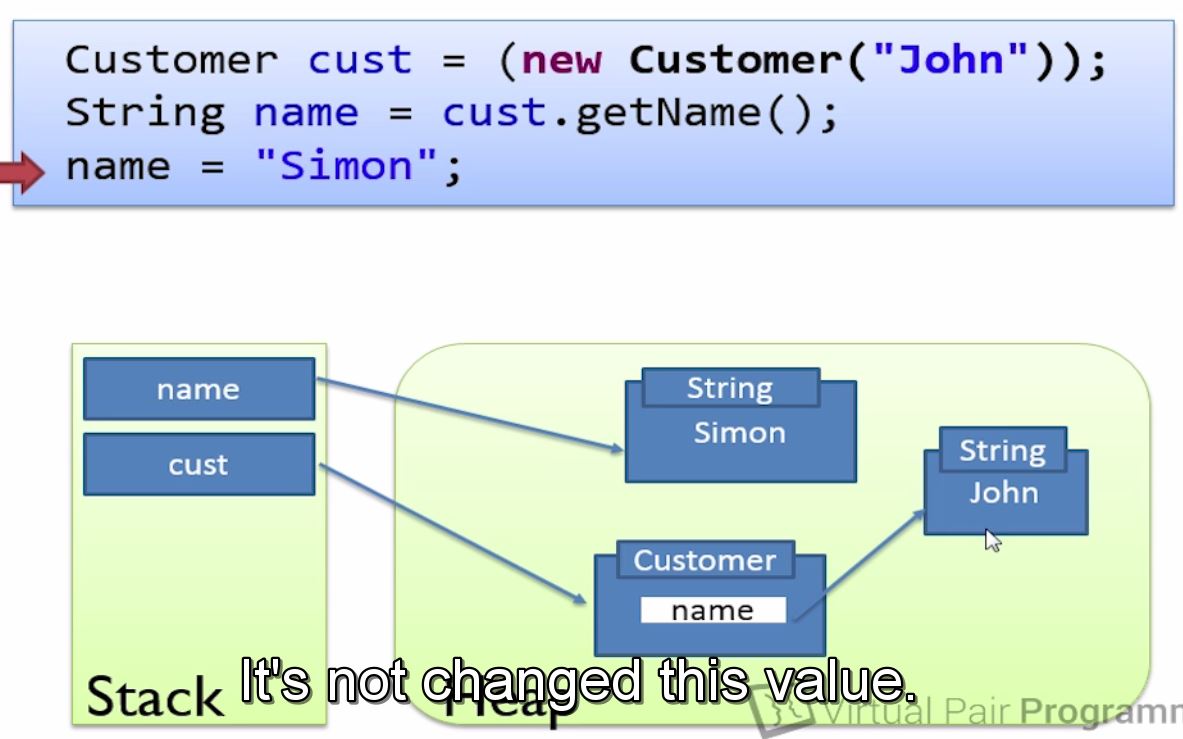 Customer cust = (new Customer("John"));
String name = cust.getName();
name = "Simon";
name
cust
String
Simon
String
John
Customer
name
Stack
Heap
It's not changed this value.
Virtual Pair Programm